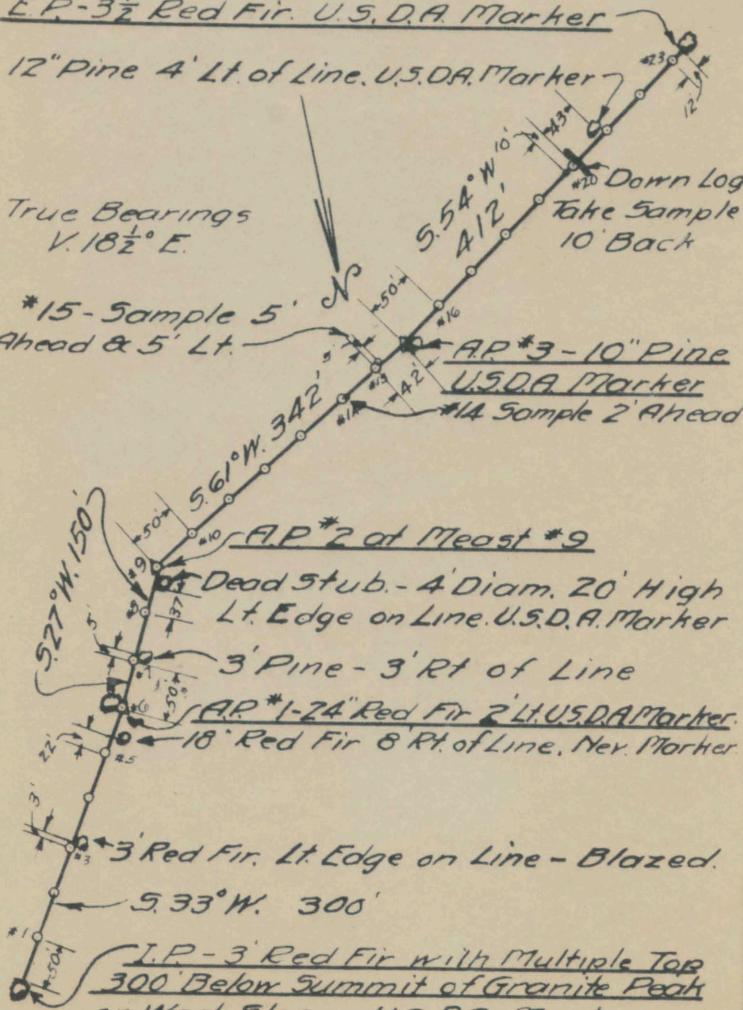 E.P.-3½ Red Fir. U.S.D.A. Marker
#23
12'
12" Pine 4' Lt. of Line. U.S.D.A. Marker
43'
10'
#20
Down Log
Take Sample
10' Back
S.54° W
412'
True Bearings
V. 18½° E.
N
50'
#16
#15 - Sample 5'
Ahead & 5' Lt.
5'
#15
42'
A.P. #3 - 10" Pine
U.S.D.A. Marker
#14
#14 Sample 2' Ahead
S.61° W. 342'
50'
#10
#9
A.P. #2 at Meast #9
Dead Stub. - 4' Diam. 20' High
Lt. Edge on Line. U.S.D.A. Marker
37'
S.27° W. 150'
5'
3' Pine - 3' Rt of Line
50'
#6
A.P. #1-24" Red Fir 2' Lt. U.S.D.A. Marker.
18" Red Fir 8' Rt. of Line, Nev. Marker
22'
#5
3'
#3
3' Red Fir. Lt. Edge on Line - Blazed.
S.33° W. 300'
#1
50'
I.P. - 3' Red Fir with Multiple Top
300' Below Summit of Granite Peak